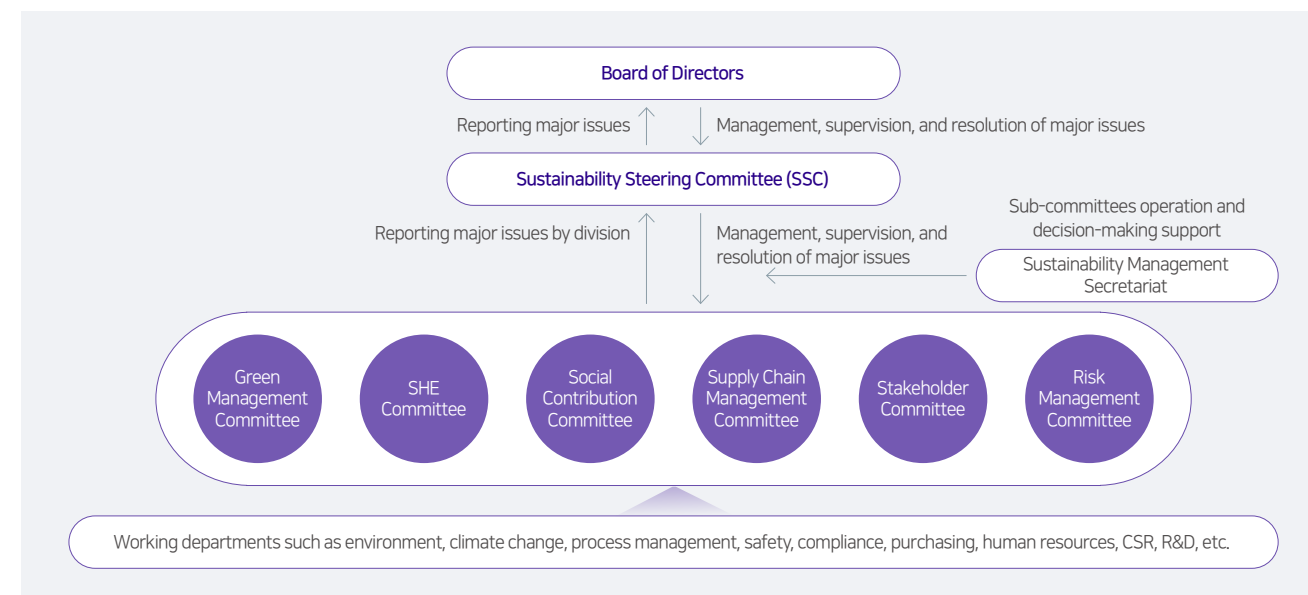 Board of Directors
Reporting major issues
Management, supervision, and resolution of major issues
Sustainability Steering Committee (SSC)
Reporting major issues by division
Management, supervision, and
resolution of major issues
Sub-committees operation and
decision-making support
Sustainability Management
Secretariat
Green
Management
Committee
SHE
Committee
Social
Contribution
Committee
Supply Chain
Management
Committee
Stakeholder
Committee
Risk
Management
Committee
Working departments such as environment, climate change, process management, safety, compliance, purchasing, human resources, CSR, R&D, etc.